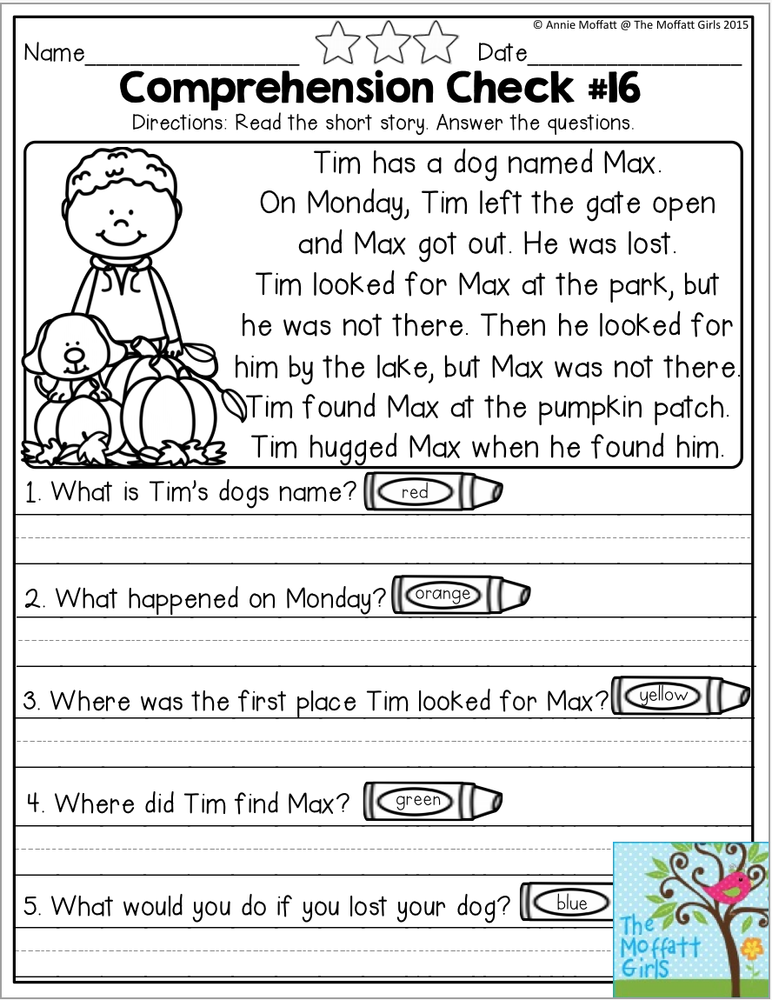 © Annie Moffatt @ The Moffatt Girls 2015
Name____________________ Date____________________
Comprehension Check #16
Directions: Read the short story. Answer the questions.
Tim has a dog named Max.
On Monday, Tim left the gate open
and Max got out. He was lost.
Tim looked for Max at the park, but
he was not there. Then he looked for
him by the lake, but Max was not there.
Tim found Max at the pumpkin patch.
Tim hugged Max when he found him.
1. What is Tim's dogs name? red
2. What happened on Monday? orange
3. Where was the first place Tim looked for Max? yellow
4. Where did Tim find Max? green
5. What would you do if you lost your dog? blue
The
Moffatt
Girls